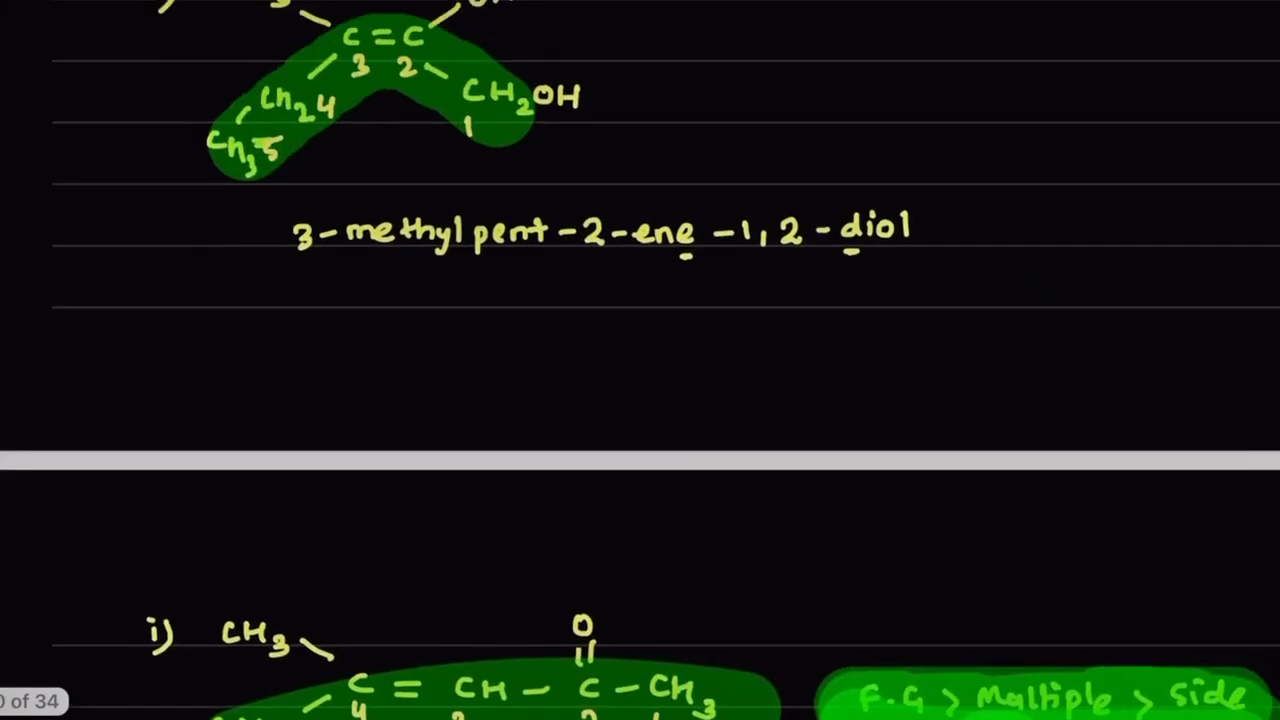 C = C
3 2
CH2 4 CH2OH
1
CH3 5
3-methylpent-2-ene-1,2-diol
i) CH3 O
C = CH - C - CH3
4
F.G > Multiple > Side
of 34